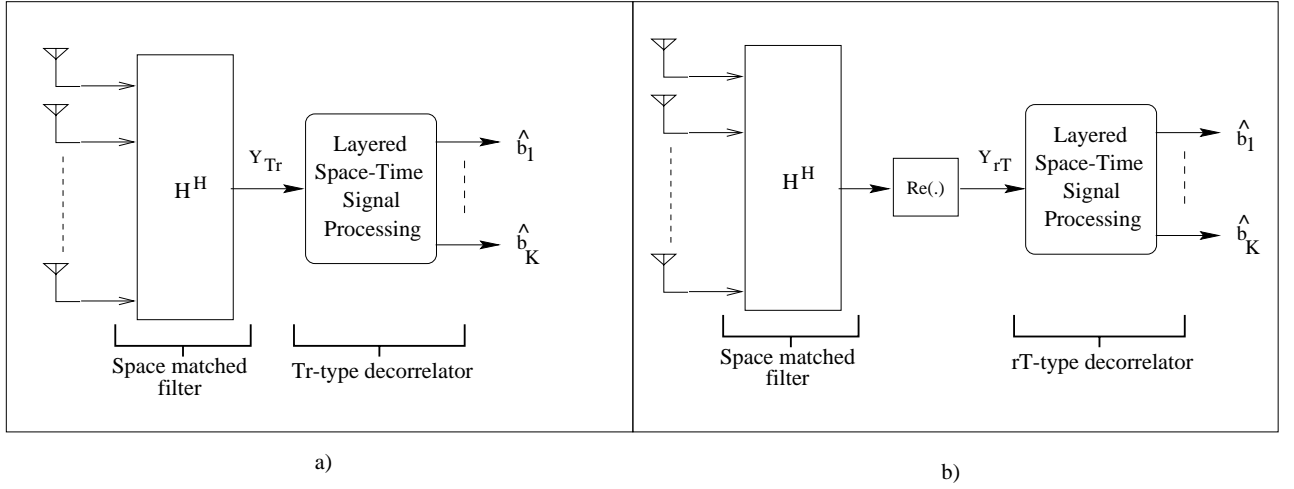 H^H
Y_Tr
Layered
Space-Time
Signal
Processing
b̂_1
b̂_K
Space matched
filter
Tr-type decorrelator
a)
H^H
Re(.)
Y_rT
Layered
Space-Time
Signal
Processing
b̂_1
b̂_K
Space matched
filter
rT-type decorrelator
b)